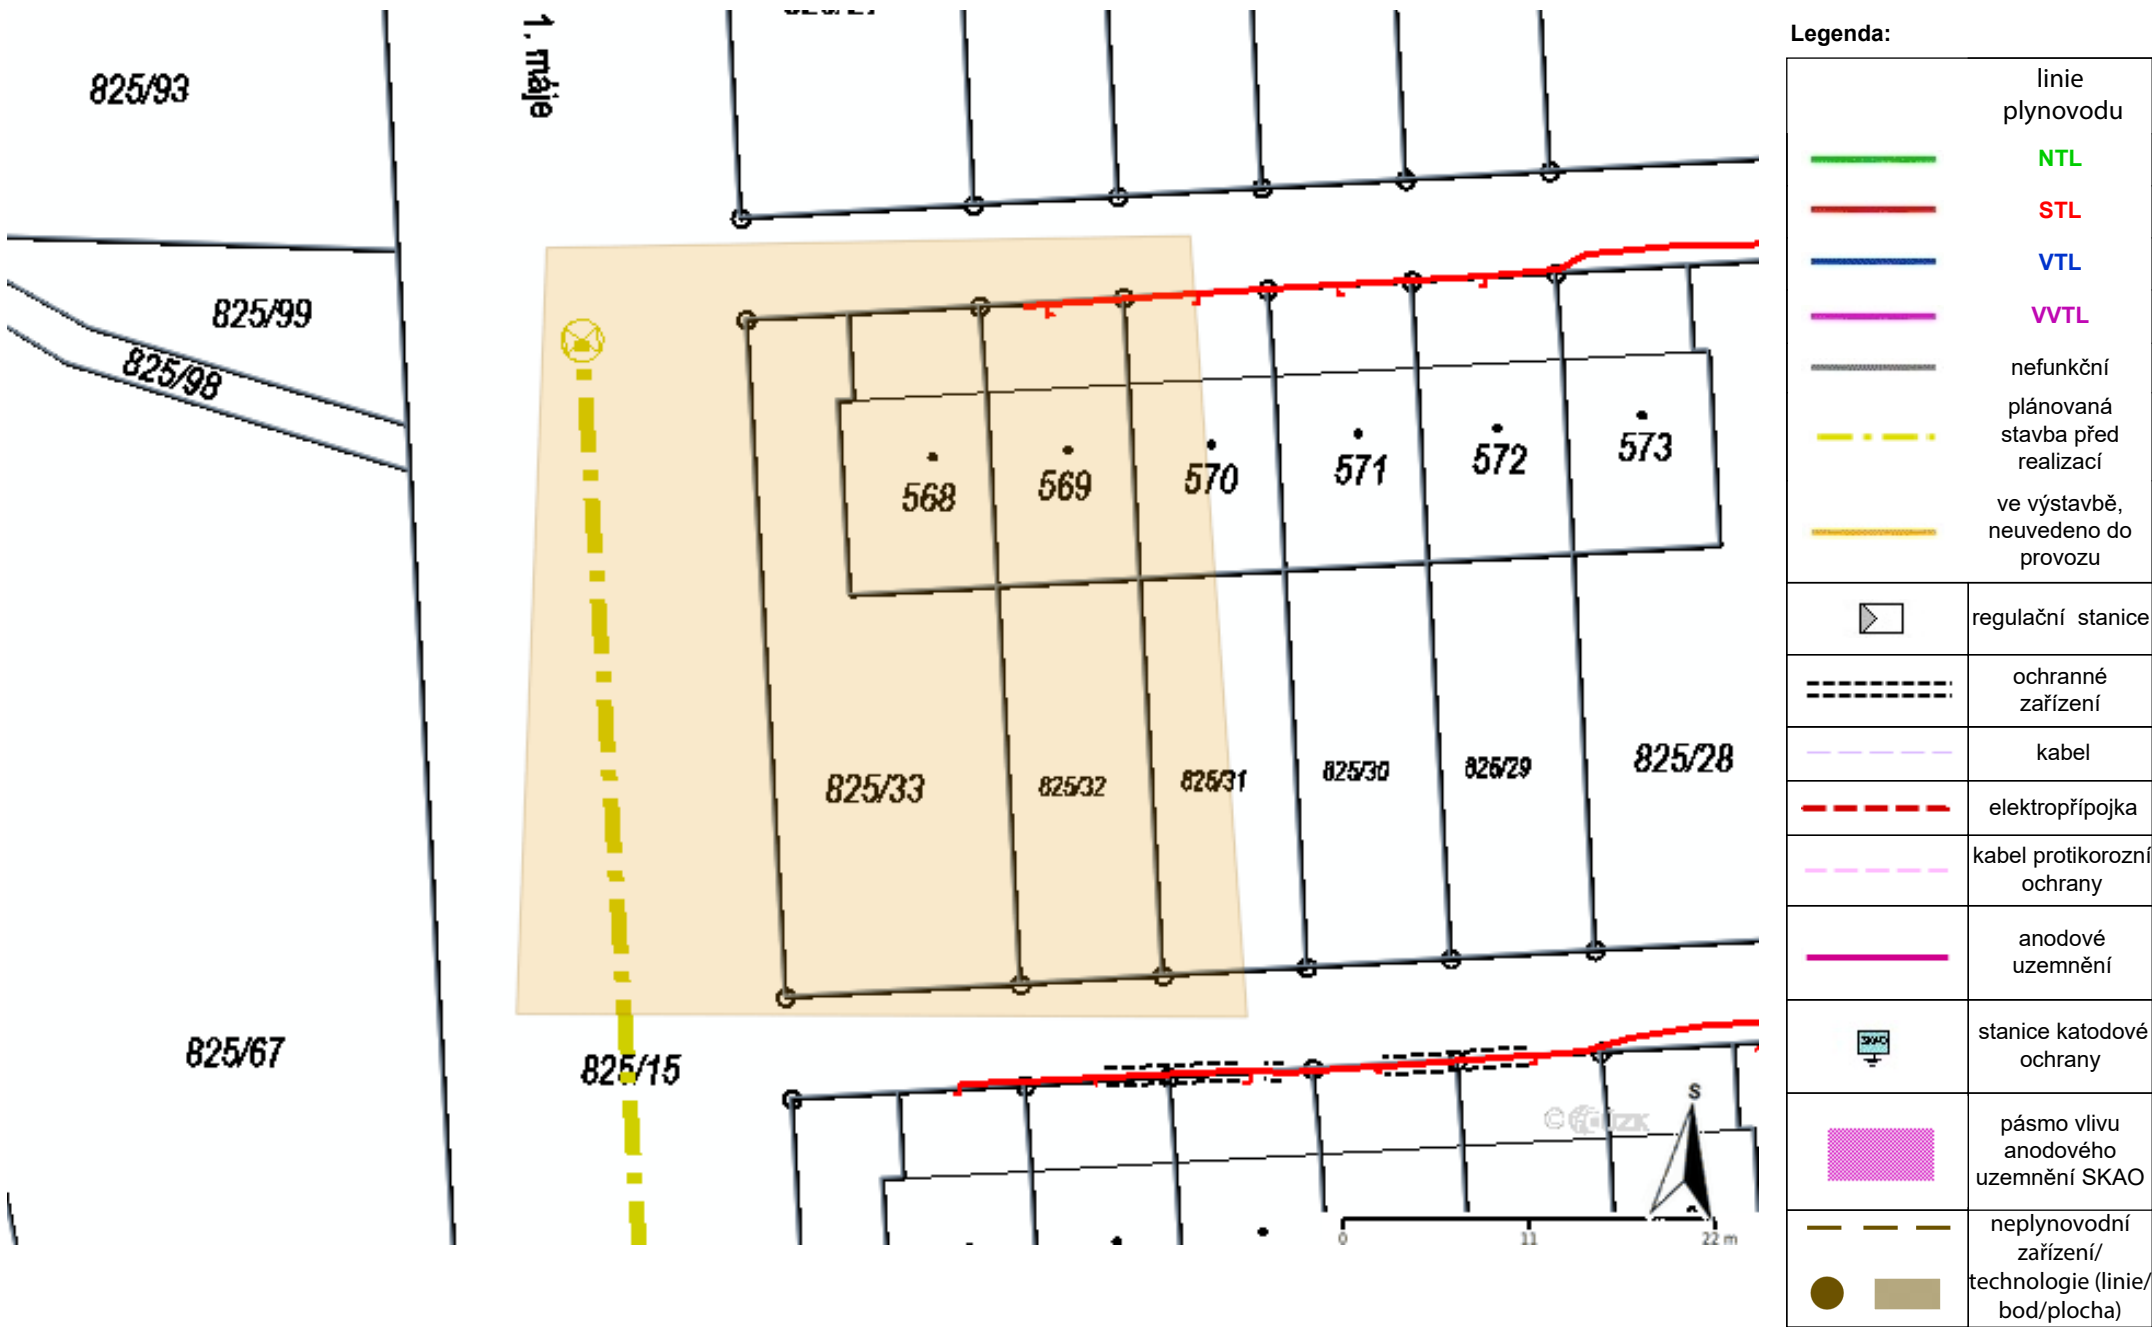 1. máje
825/93
825/99
825/98
568
569
570
571
572
573
825/33
825/32
825/31
825/30
825/29
825/28
825/67
825/15
S
0
11
22 m
Legenda:
linie
plynovodu
NTL
STL
VTL
VVTL
nefunkční
plánovaná
stavba před
realizací
ve výstavbě,
neuvedeno do
provozu
regulační stanice
ochranné
zařízení
kabel
elektropřípojka
kabel protikorozní
ochrany
anodové
uzemnění
SKAO
stanice katodové
ochrany
pásmo vlivu
anodového
uzemnění SKAO
neplynovodní
zařízení/
technologie (linie/
bod/plocha)